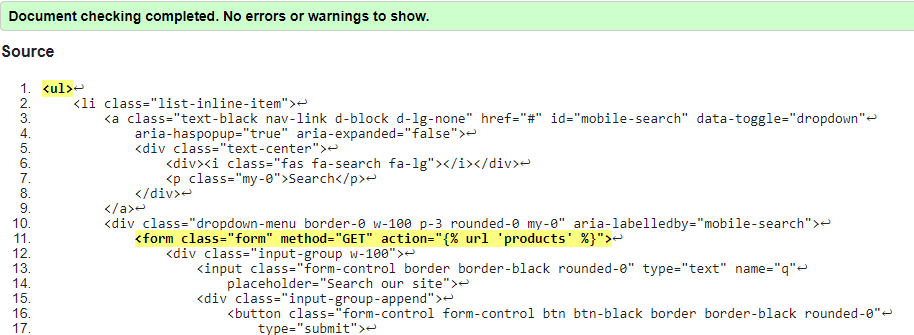 Document checking completed. No errors or warnings to show.
Source
1. <ul>↩
2. <li class="list-inline-item">↩
3. <a class="text-black nav-link d-block d-lg-none" href="#" id="mobile-search" data-toggle="dropdown"↩
4. aria-haspopup="true" aria-expanded="false">↩
5. <div class="text-center">↩
6. <div><i class="fas fa-search fa-lg"></i></div>↩
7. <p class="my-0">Search</p>↩
8. </div>↩
9. </a>↩
10. <div class="dropdown-menu border-0 w-100 p-3 rounded-0 my-0" aria-labelledby="mobile-search">↩
11. <form class="form" method="GET" action="{% url 'products' %}">↩
12. <div class="input-group w-100">↩
13. <input class="form-control border border-black rounded-0" type="text" name="q"↩
14. placeholder="Search our site">↩
15. <div class="input-group-append">↩
16. <button class="form-control form-control btn btn-black border border-black rounded-0"↩
17. type="submit">↩